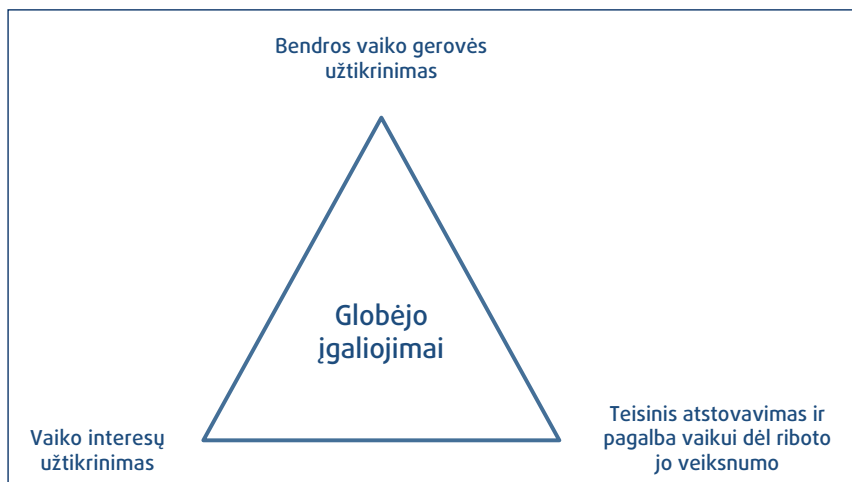 Bendros vaiko gerovės
užtikrinimas
Globėjo
įgaliojimai
Vaiko interesų
užtikrinimas
Teisinis atstovavimas ir
pagalba vaikui dėl riboto
jo veiksnumo